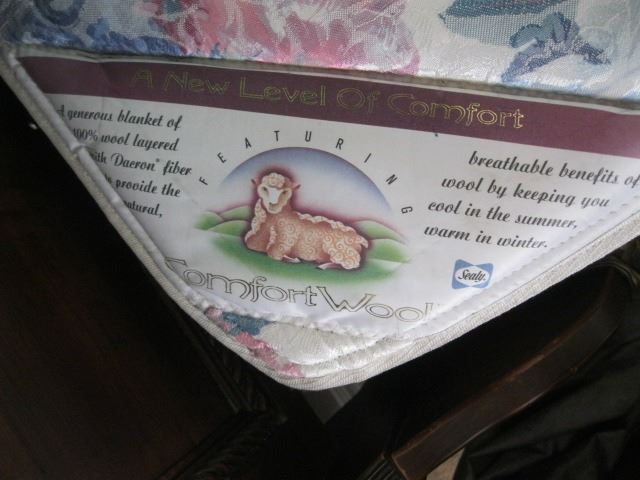 A New Level Of Comfort
A generous blanket of
100% wool layered
with Dacron® fiber
to provide the
natural,
FEATURING
breathable benefits of
wool by keeping you
cool in the summer,
warm in winter.
Sealy
ComfortWool